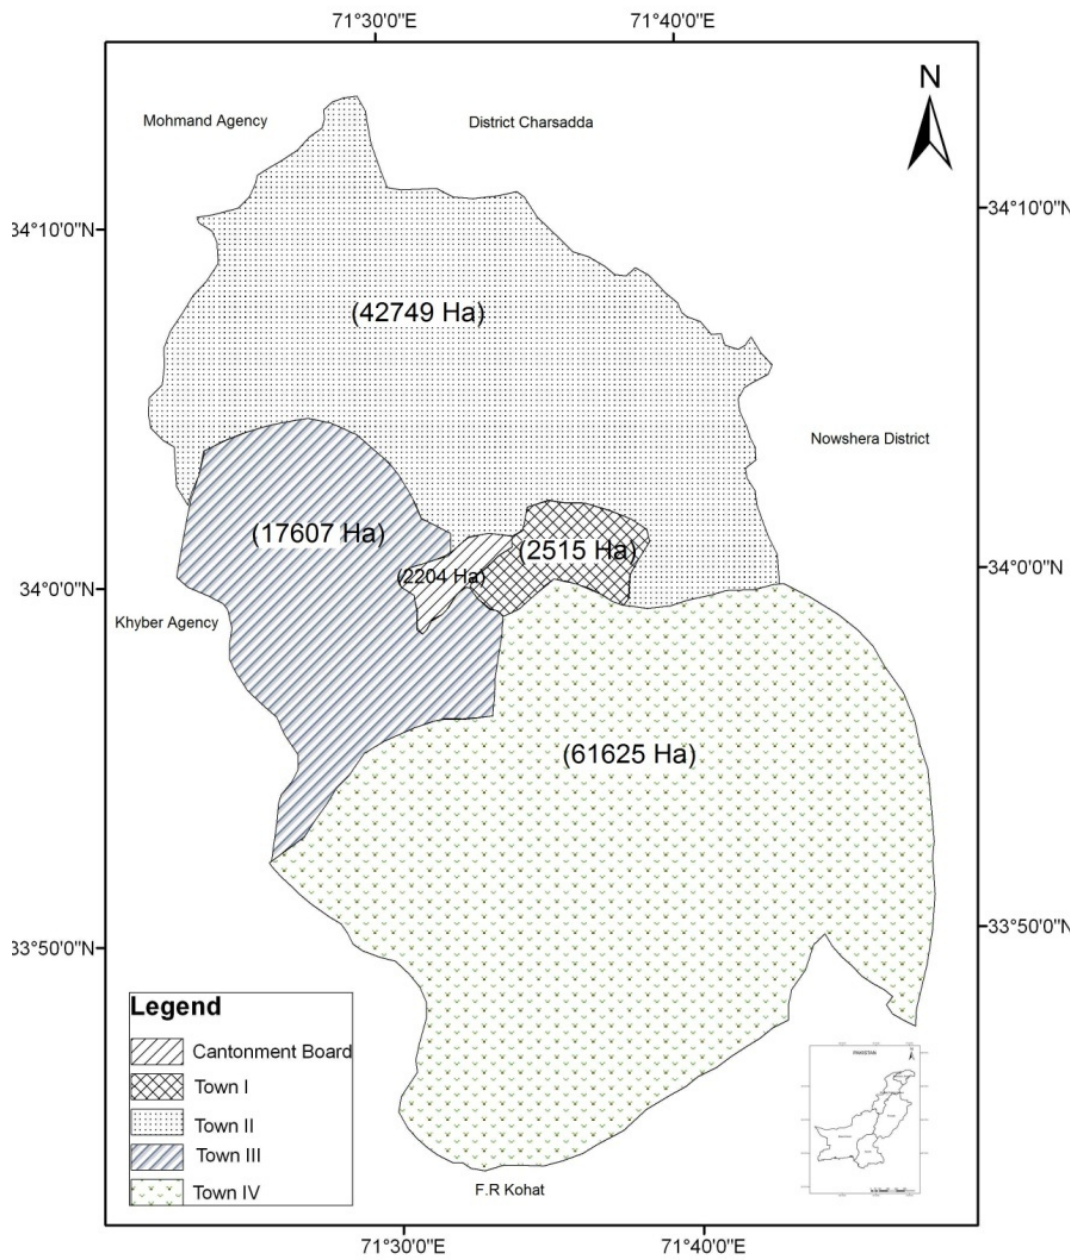 71°30'0"E
71°40'0"E
N
Mohmand Agency
District Charsadda
34°10'0"N
34°10'0"N
(42749 Ha)
Nowshera District
(17607 Ha)
(2515 Ha)
(2204 Ha)
34°0'0"N
34°0'0"N
Khyber Agency
(61625 Ha)
33°50'0"N
33°50'0"N
Legend
Cantonment Board
Town I
Town II
Town III
Town IV
PAKISTAN
F.R Kohat
71°30'0"E
71°40'0"E